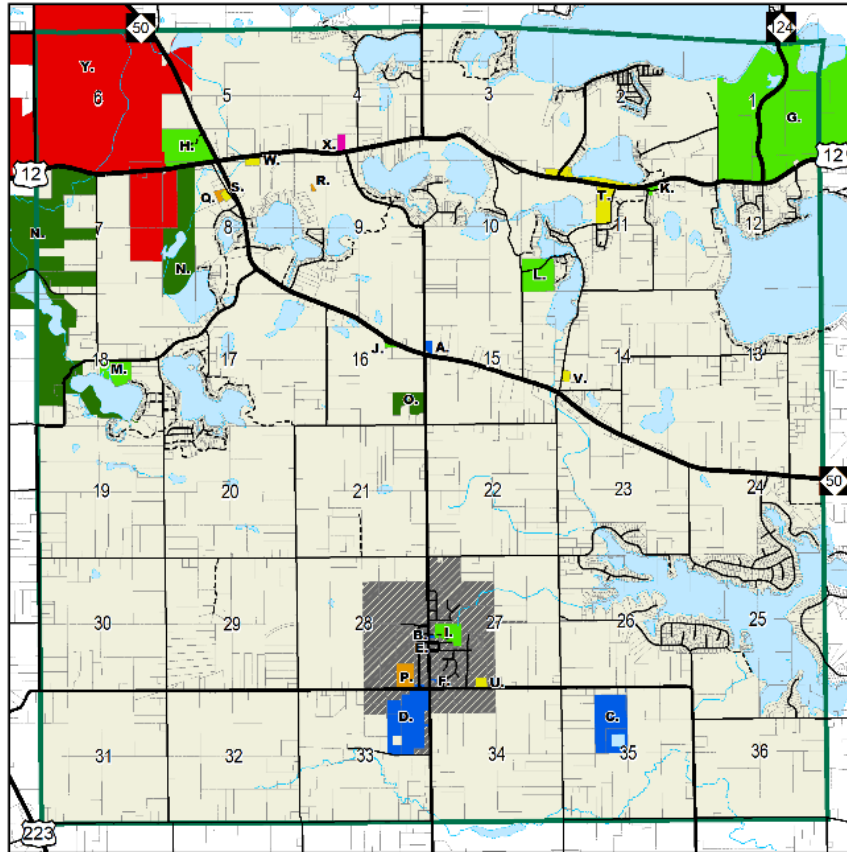 50
124
Y.
6
5
4
3
2
1
G.
H.
X.
W.
12
12
K.
T.
R.
S.
Q.
N.
7
8
9
10
11
12
N.
L.
J.
A.
18
17
16
15
14
13
M.
V.
O.
50
19
20
21
22
23
24
30
29
28
27
26
25
B.
I.
E.
P.
F.
U.
D.
C.
31
32
33
34
35
36
223